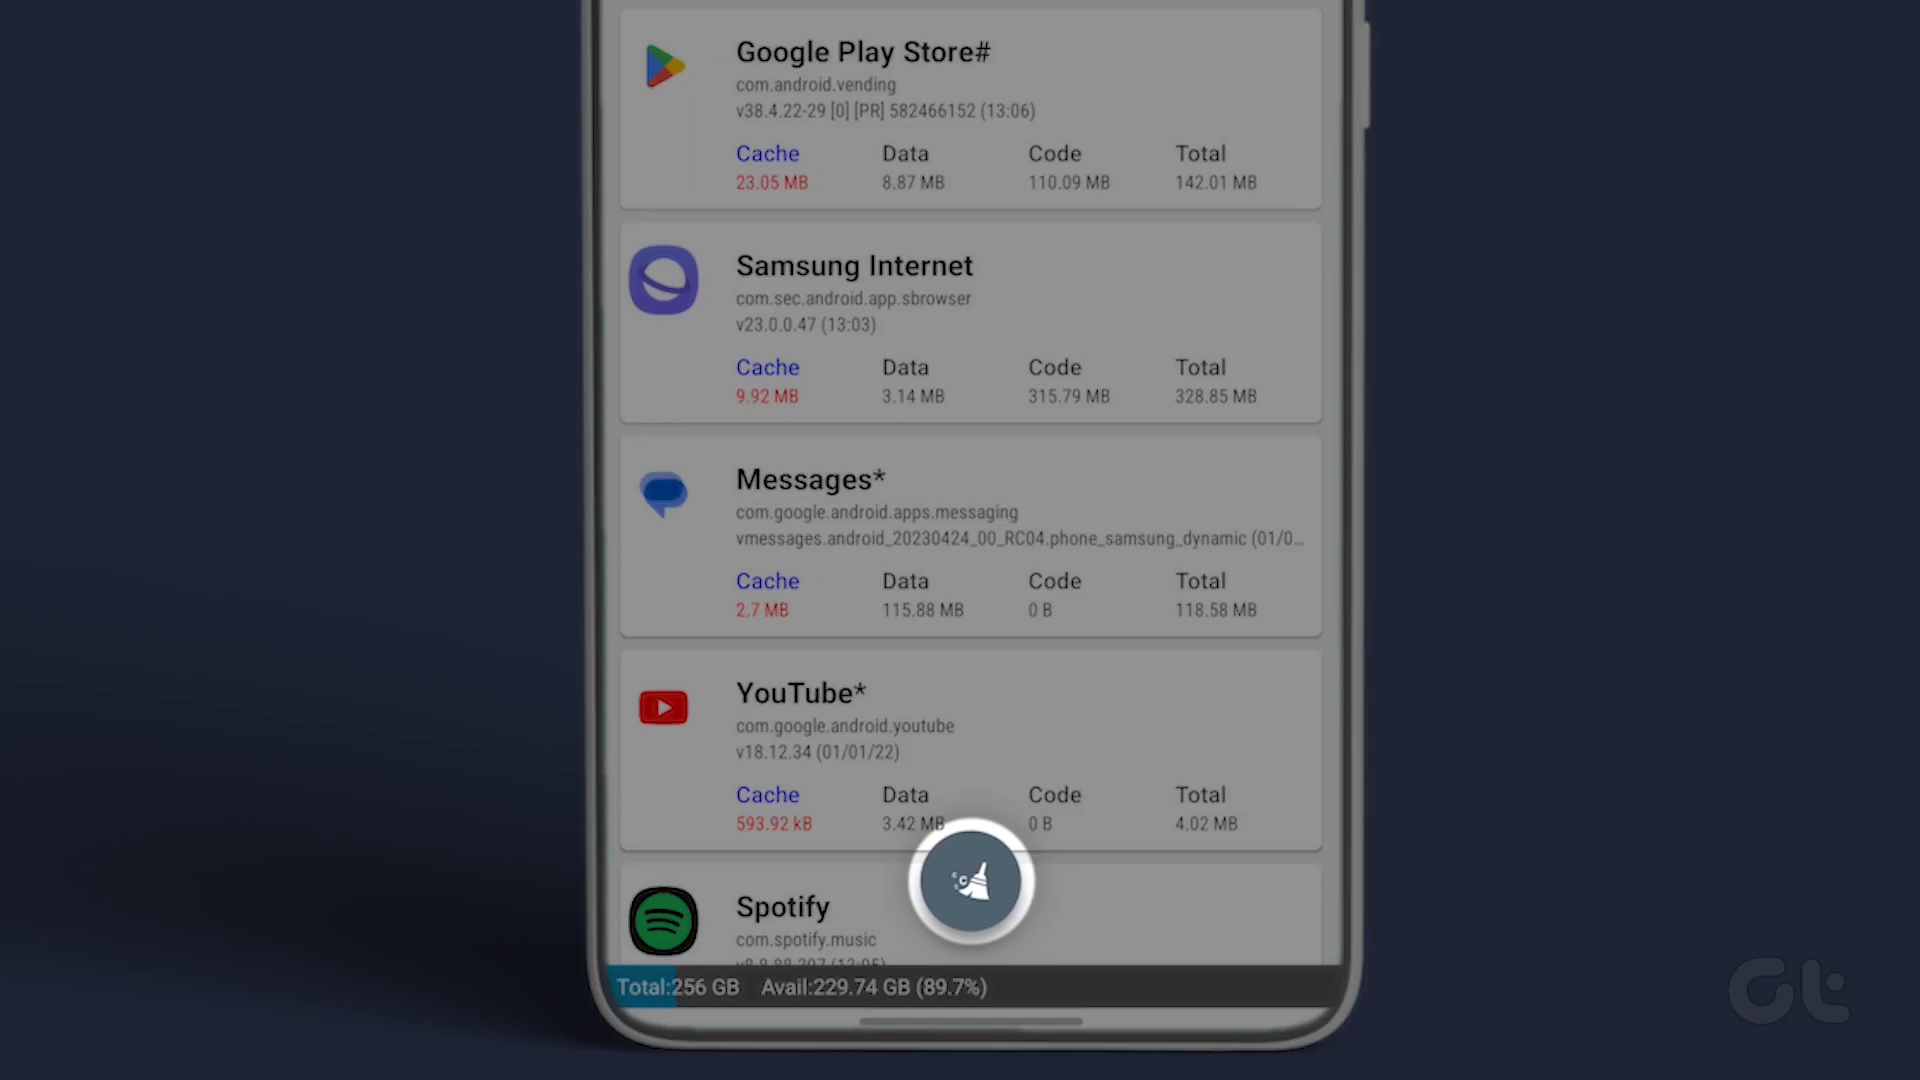 Google Play Store#
com.android.vending
v38.4.22-29 [0] [PR] 582466152 (13:06)
Cache Data Code Total
23.05 MB 8.87 MB 110.09 MB 142.01 MB
Samsung Internet
com.sec.android.app.sbrowser
v23.0.0.47 (13:03)
Cache Data Code Total
9.92 MB 3.14 MB 315.79 MB 328.85 MB
Messages*
com.google.android.apps.messaging
vmessages.android_20230424_00_RC04.phone_samsung_dynamic (01/0...
Cache Data Code Total
2.7 MB 115.88 MB 0 B 118.58 MB
YouTube*
com.google.android.youtube
v18.12.34 (01/01/22)
Cache Data Code Total
593.92 kB 3.42 MB 0 B 4.02 MB
Spotify
com.spotify.music
Total:256 GB Avail:229.74 GB (89.7%)
Gt